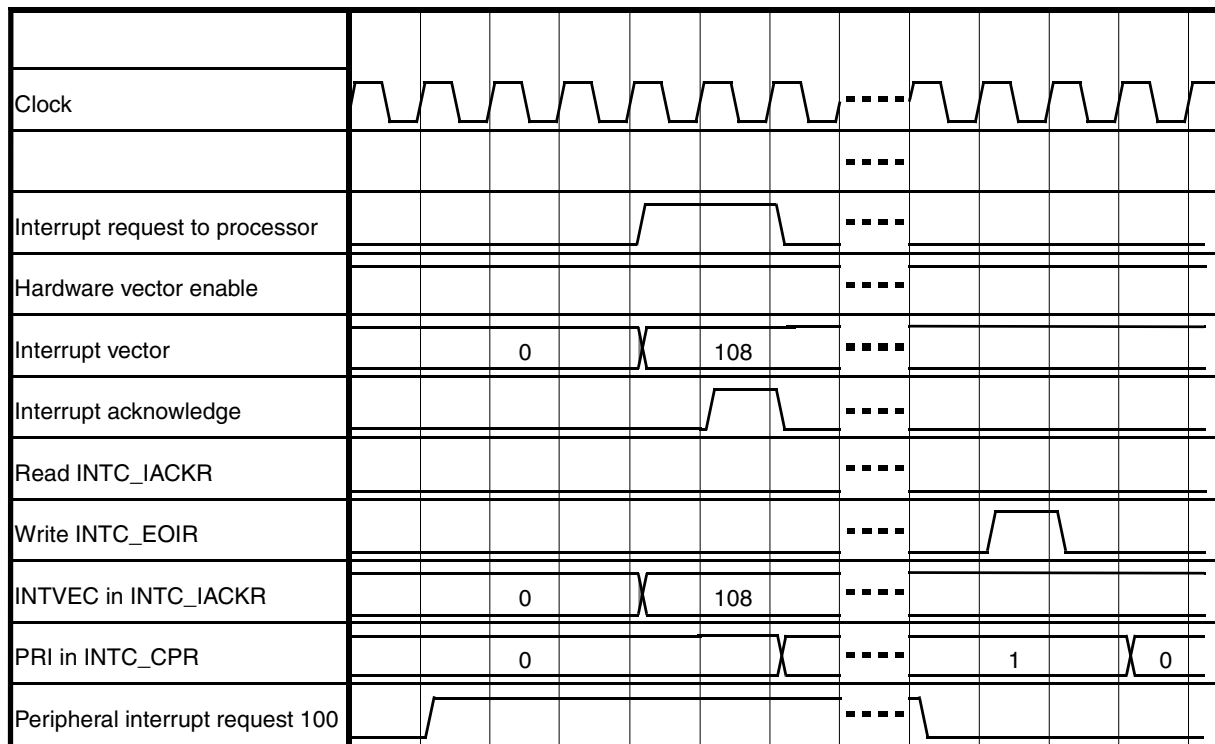 Clock
Interrupt request to processor
Hardware vector enable
Interrupt vector 0 108
Interrupt acknowledge
Read INTC_IACKR
Write INTC_EOIR
INTVEC in INTC_IACKR 0 108
PRI in INTC_CPR 0 1 0
Peripheral interrupt request 100